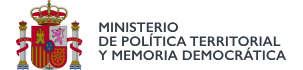 MINISTERIO
DE POLÍTICA TERRITORIAL
Y MEMORIA DEMOCRÁTICA